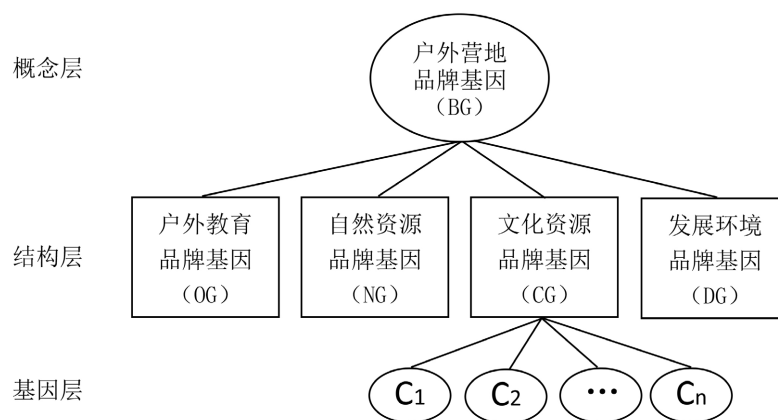 概念层
户外营地
品牌基因
（BG）
结构层
户外教育
品牌基因
（OG）
自然资源
品牌基因
（NG）
文化资源
品牌基因
（CG）
发展环境
品牌基因
（DG）
基因层
C1
C2
···
Cn